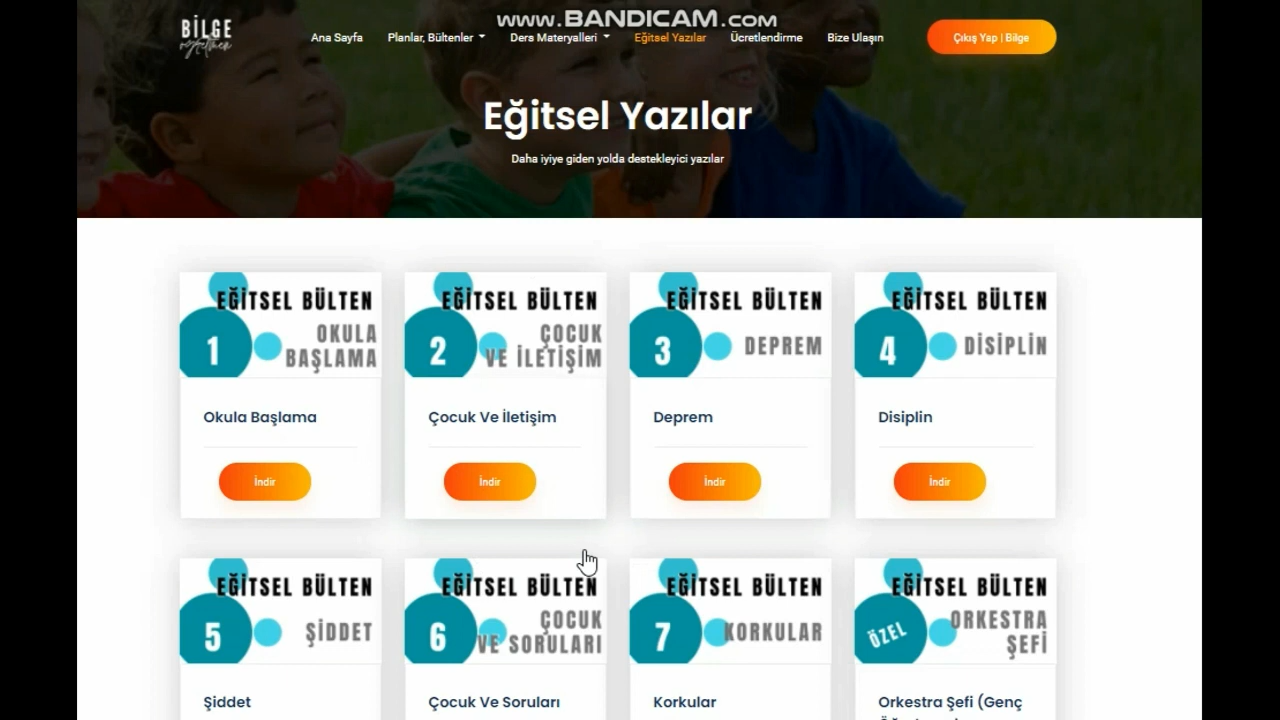 www.BANDICAM.com
BİLGE
öğretmen
Ana Sayfa
Planlar, Bültenler
Ders Materyalleri
Eğitsel Yazılar
Ücretlendirme
Bize Ulaşın
Çıkış Yap | Bilge
Eğitsel Yazılar
Daha iyiye giden yolda destekleyici yazılar
EĞİTSEL BÜLTEN
1
OKULA
BAŞLAMA
Okula Başlama
İndir
EĞİTSEL BÜLTEN
2
ÇOCUK
VE İLETİŞİM
Çocuk Ve İletişim
İndir
EĞİTSEL BÜLTEN
3
DEPREM
Deprem
İndir
EĞİTSEL BÜLTEN
4
DİSİPLİN
Disiplin
İndir
EĞİTSEL BÜLTEN
5
ŞİDDET
Şiddet
EĞİTSEL BÜLTEN
6
ÇOCUK
VE SORULARI
Çocuk Ve Soruları
EĞİTSEL BÜLTEN
7
KORKULAR
Korkular
EĞİTSEL BÜLTEN
ÖZEL
ORKESTRA
ŞEFİ
Orkestra Şefi (Genç